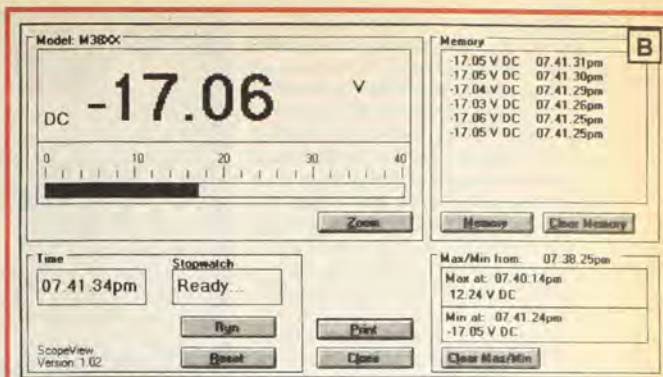 Model: M38XX
DC -17.06 V
0 10 20 30 40
Zoom
Memory
B
-17.05 V DC 07.41.31pm
-17.05 V DC 07.41.30pm
-17.04 V DC 07.41.29pm
-17.03 V DC 07.41.26pm
-17.06 V DC 07.41.25pm
-17.05 V DC 07.41.25pm
Memory
Clear Memory
Time
07.41.34pm
Stopwatch
Ready...
Run
Reset
ScopeView
Version: 1.02
Print
Close
Max/Min from: 07.38.25pm
Max at: 07.40.14pm
12.24 V DC
Min at: 07.41.24pm
-17.05 V DC
Clear Max/Min